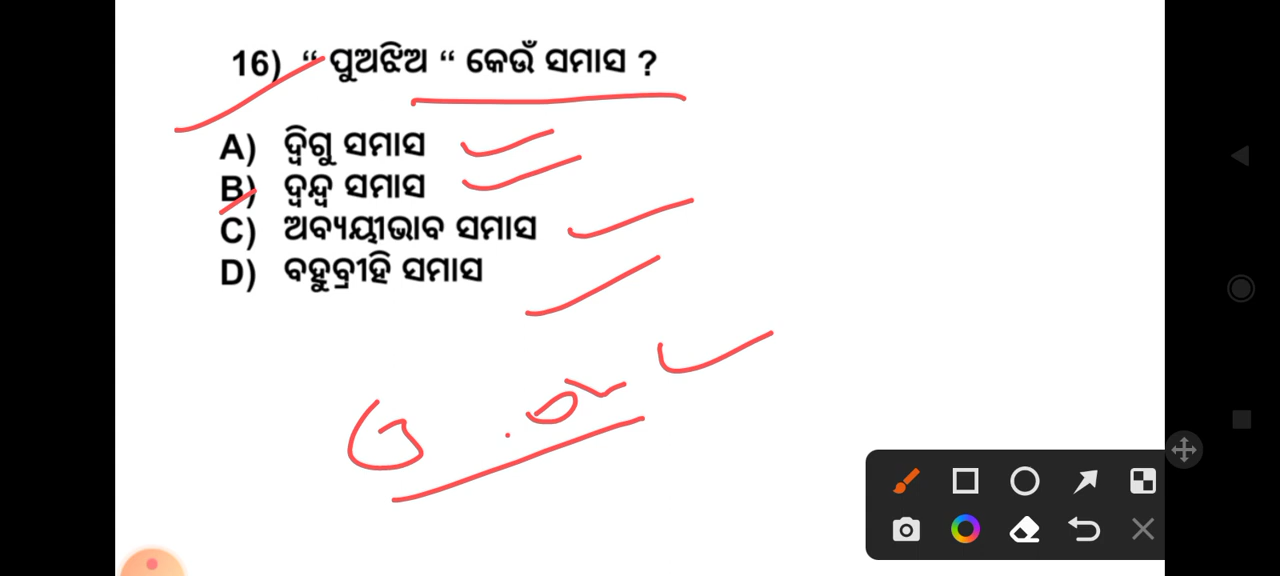 16) “ ପୁଅଝିଅ “ କେଉଁ ସମାସ ?
A) ଦ୍ୱିଗୁ ସମାସ
B) ଦ୍ୱନ୍ଦ୍ୱ ସମାସ
C) ଅବ୍ୟୟୀଭାବ ସମାସ
D) ବହୁବ୍ରୀହି ସମାସ